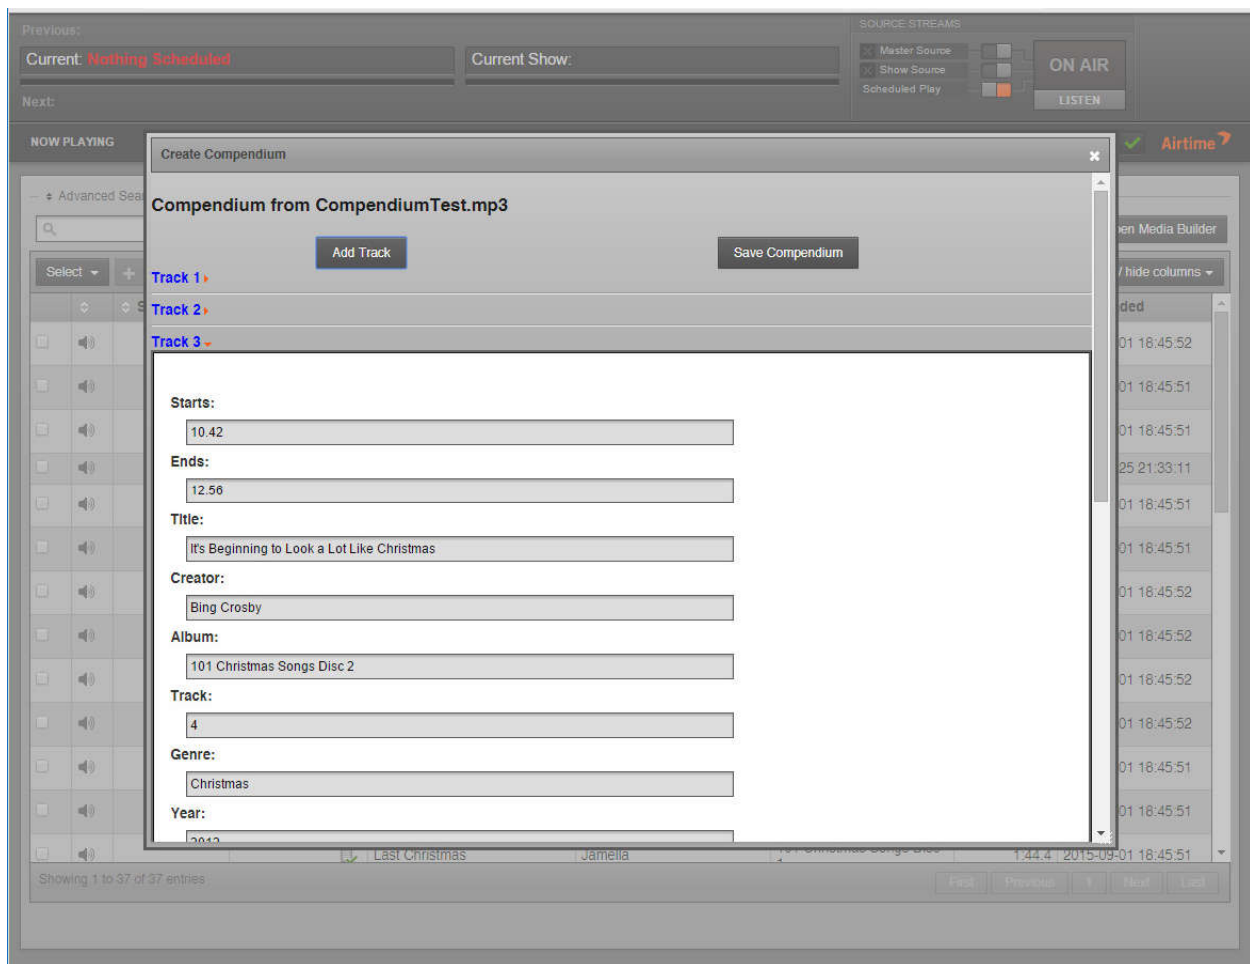 Previous:
SOURCE STREAMS
Current: Nothing Scheduled
Current Show:
Master Source
Show Source
Scheduled Play
ON AIR
LISTEN
Next:
NOW PLAYING
Create Compendium
Airtime
Advanced Sea
Compendium from CompendiumTest.mp3
Add Track
Save Compendium
pen Media Builder
Select
/ hide columns
Track 1
Track 2
Track 3
ded
01 18:45:52
01 18:45:51
01 18:45:51
25 21:33:11
01 18:45:51
01 18:45:51
01 18:45:52
01 18:45:52
01 18:45:52
01 18:45:52
01 18:45:51
01 18:45:51
Starts:
10.42
Ends:
12.56
Title:
It's Beginning to Look a Lot Like Christmas
Creator:
Bing Crosby
Album:
101 Christmas Songs Disc 2
Track:
4
Genre:
Christmas
Year:
Last Christmas Jamelia 1:44.4 2015-09-01 18:45:51
Showing 1 to 37 of 37 entries
First Previous 1 Next Last